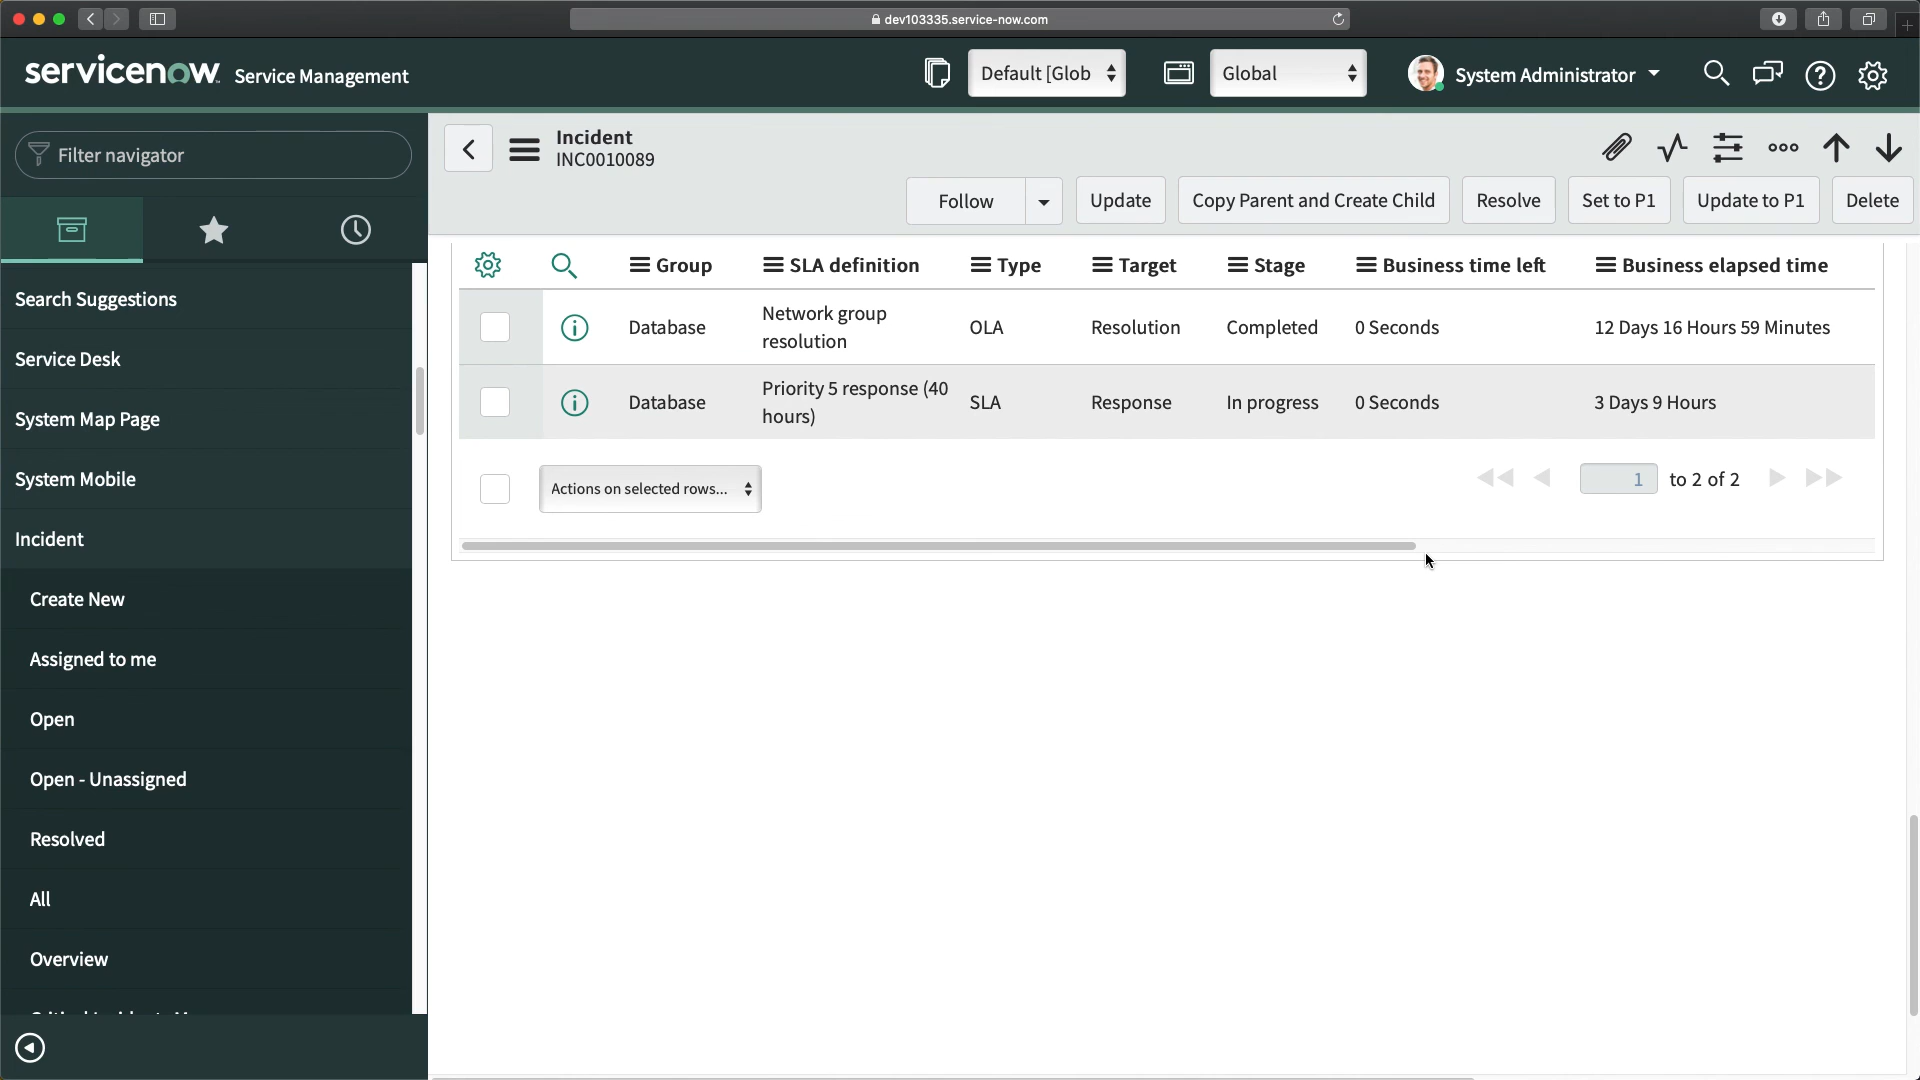 dev103335.service-now.com
servicenow Service Management
Default [Glob
Global
System Administrator
Filter navigator
Incident
INC0010089
Follow
Update
Copy Parent and Create Child
Resolve
Set to P1
Update to P1
Delete
Search Suggestions
Service Desk
System Map Page
System Mobile
Incident
Create New
Assigned to me
Open
Open - Unassigned
Resolved
All
Overview
Group SLA definition Type Target Stage Business time left Business elapsed time
Database Network group resolution OLA Resolution Completed 0 Seconds 12 Days 16 Hours 59 Minutes
Database Priority 5 response (40 hours) SLA Response In progress 0 Seconds 3 Days 9 Hours
Actions on selected rows...
1 to 2 of 2